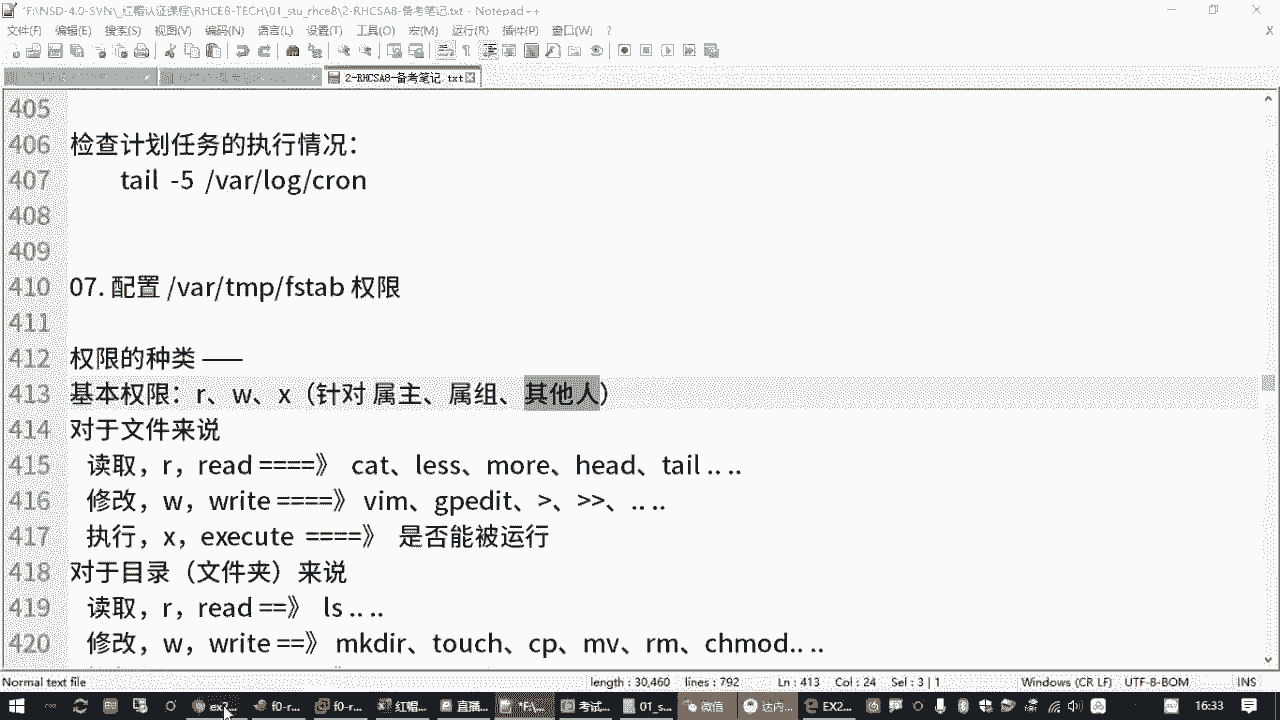 *F:\NSD-4.0-SVN\_红帽认证课程\RHCE8-TECH\01_stu_rhce8\2-RHCSA8-备考笔记.txt - Notepad++
文件(F) 编辑(E) 搜索(S) 视图(V) 编码(N) 语言(L) 设置(T) 工具(O) 宏(M) 运行(R) 插件(P) 窗口(W) ? X
2-RHCSA8-备考笔记.txt
405
406 检查计划任务的执行情况：
407 tail -5 /var/log/cron
408
409
410 07. 配置 /var/tmp/fstab 权限
411
412 权限的种类 ——
413 基本权限：r、w、x（针对 属主、属组、其他人）
414 对于文件来说
415 读取，r，read ====》 cat、less、more、head、tail .. ..
416 修改，w，write ====》 vim、gpedit、>、>>、.. ..
417 执行，x，execute ====》 是否能被运行
418 对于目录（文件夹）来说
419 读取，r，read ==》 ls .. ..
420 修改，w，write ==》 mkdir、touch、cp、mv、rm、chmod.. ..
Normal text file length : 30,460 lines : 792 Ln : 413 Col : 24 Sel : 3 | 1 Windows (CR LF) UTF-8-BOM INS
EX2... f0-r... f0-r... 红帽... 直播... *F:\... 考试... 01_s... 微信 达内... EX2... 16:33